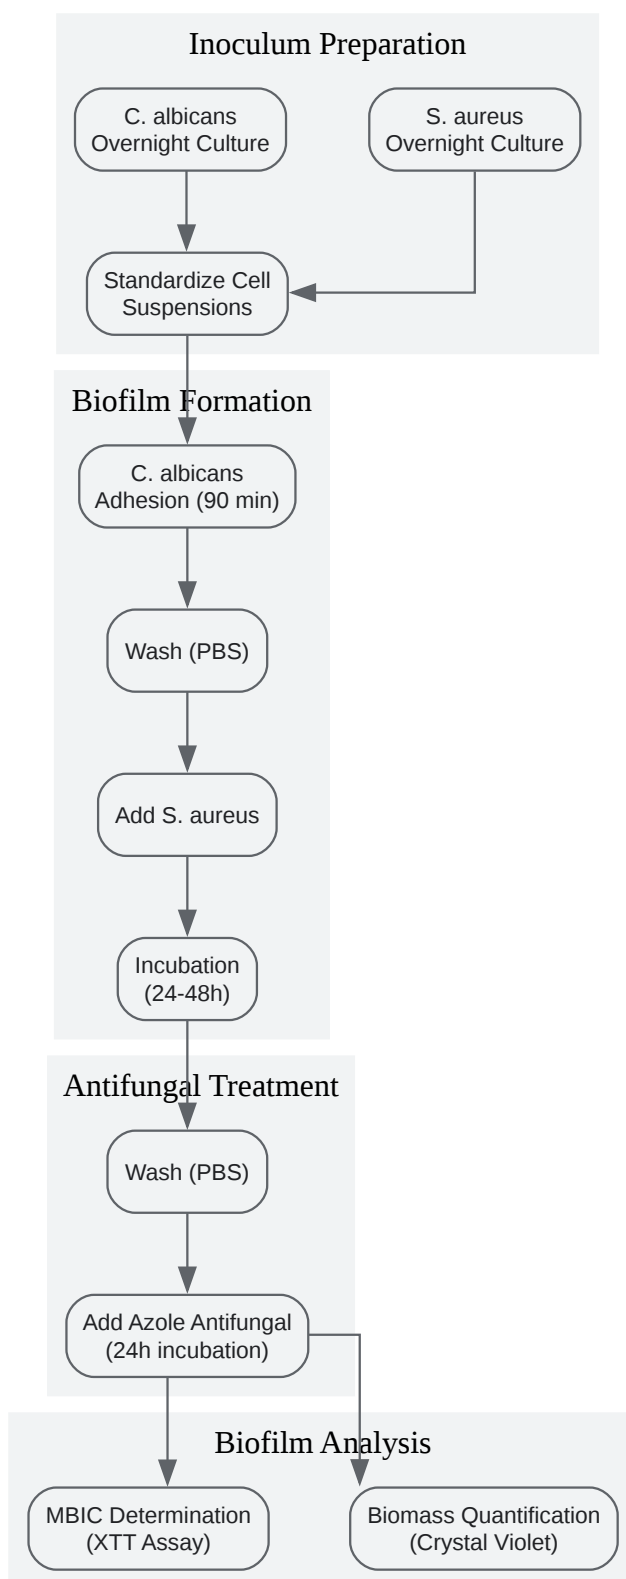 Inoculum Preparation
C. albicans
Overnight Culture
S. aureus
Overnight Culture
Standardize Cell
Suspensions
Biofilm Formation
C. albicans
Adhesion (90 min)
Wash (PBS)
Add S. aureus
Incubation
(24-48h)
Antifungal Treatment
Wash (PBS)
Add Azole Antifungal
(24h incubation)
Biofilm Analysis
MBIC Determination
(XTT Assay)
Biomass Quantification
(Crystal Violet)